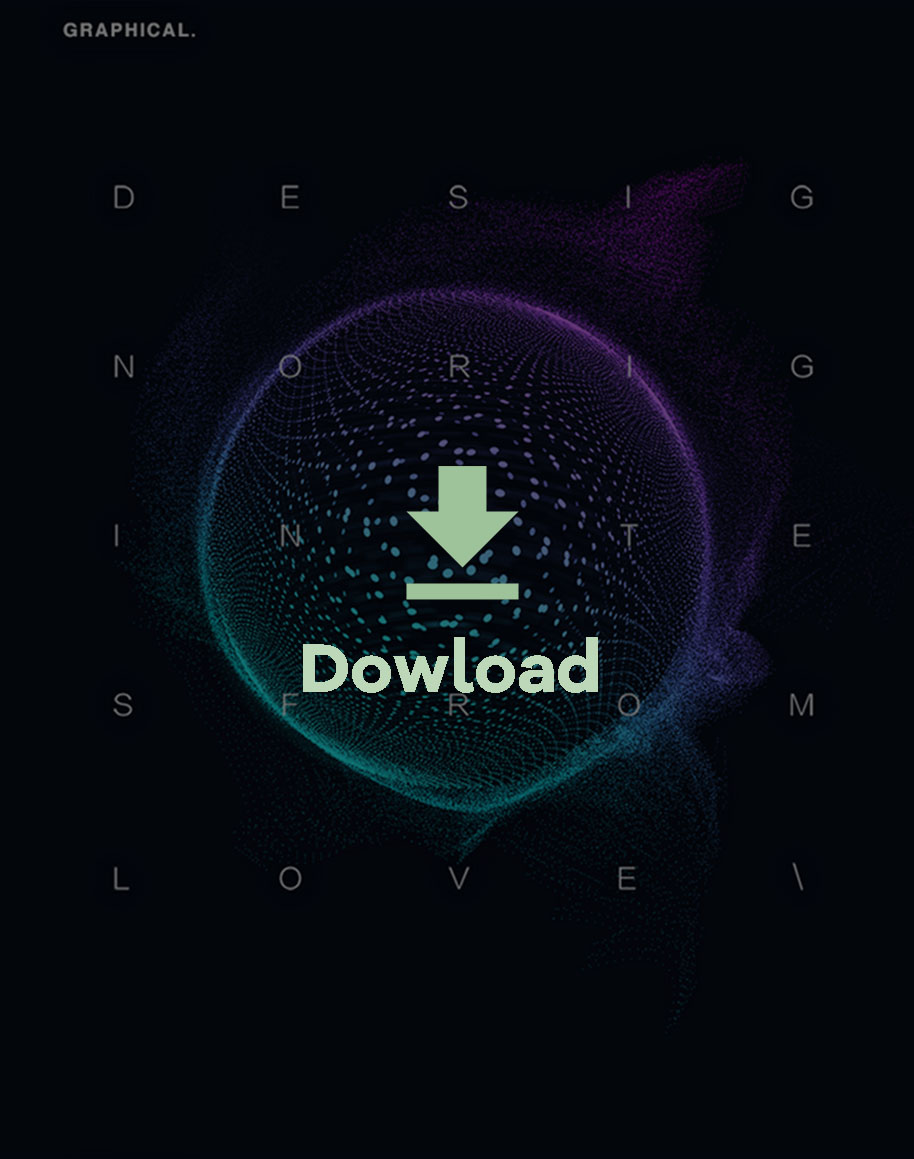 GRAPHICAL.
D E S I G
N O R I G
I N T E
Dowload
S F R O M
L O V E \